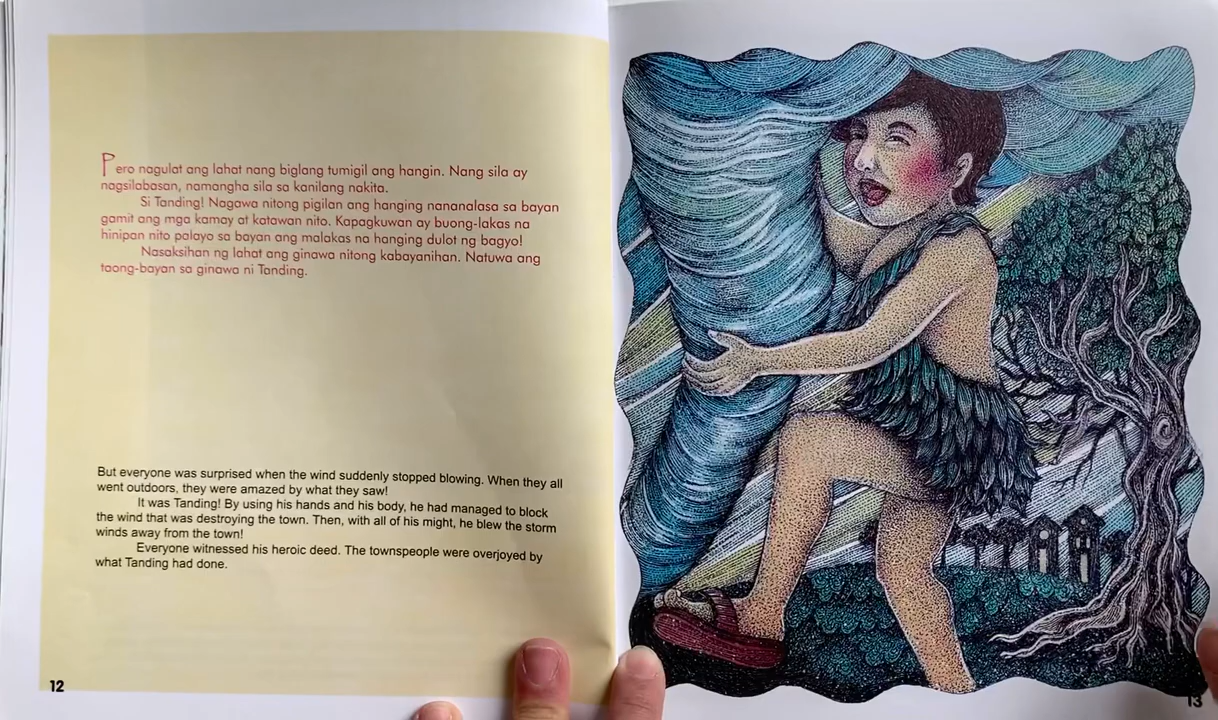 Pero nagulat ang lahat nang biglang tumigil ang hangin. Nang sila ay
nagsilabasan, namangha sila sa kanilang nakita.
Si Tanding! Nagawa nitong pigilan ang hanging nananalasa sa bayan
gamit ang mga kamay at katawan nito. Kapagkuwan ay buong-lakas na
hinipan nito palayo sa bayan ang malakas na hanging dulot ng bagyo!
Nasaksihan ng lahat ang ginawa nitong kabayanihan. Natuwa ang
taong-bayan sa ginawa ni Tanding.
But everyone was surprised when the wind suddenly stopped blowing. When they all
went outdoors, they were amazed by what they saw!
It was Tanding! By using his hands and his body, he had managed to block
the wind that was destroying the town. Then, with all of his might, he blew the storm
winds away from the town!
Everyone witnessed his heroic deed. The townspeople were overjoyed by
what Tanding had done.
12
13